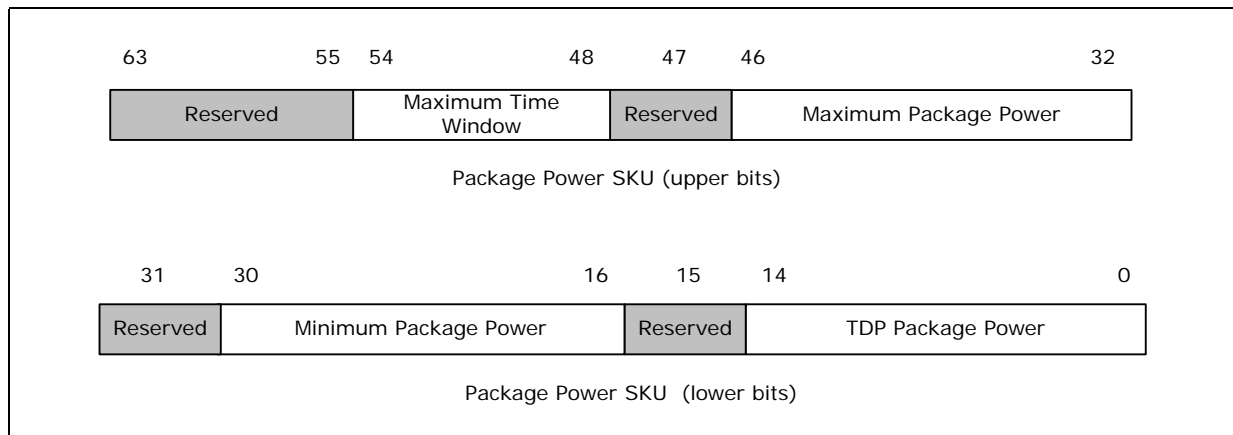 63 55 54 48 47 46 32
Reserved Maximum Time Window Reserved Maximum Package Power
Package Power SKU (upper bits)
31 30 16 15 14 0
Reserved Minimum Package Power Reserved TDP Package Power
Package Power SKU (lower bits)